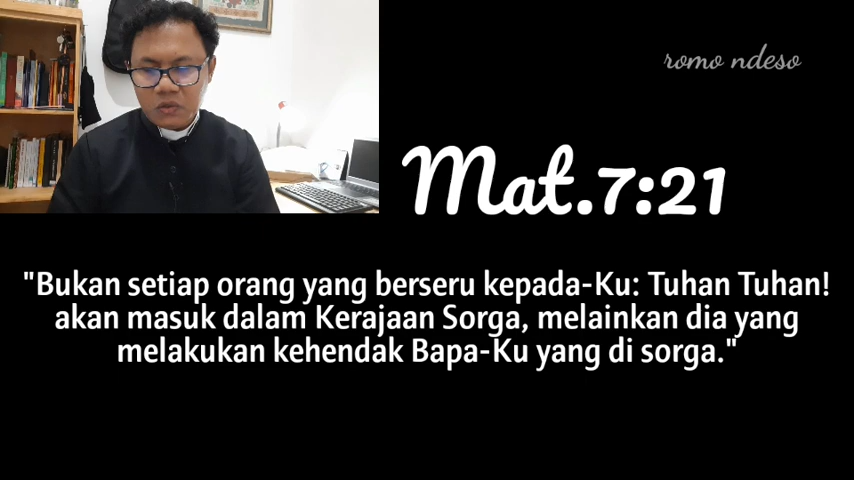 romo ndeso
Mat.7:21
"Bukan setiap orang yang berseru kepada-Ku: Tuhan Tuhan!
akan masuk dalam Kerajaan Sorga, melainkan dia yang
melakukan kehendak Bapa-Ku yang di sorga."